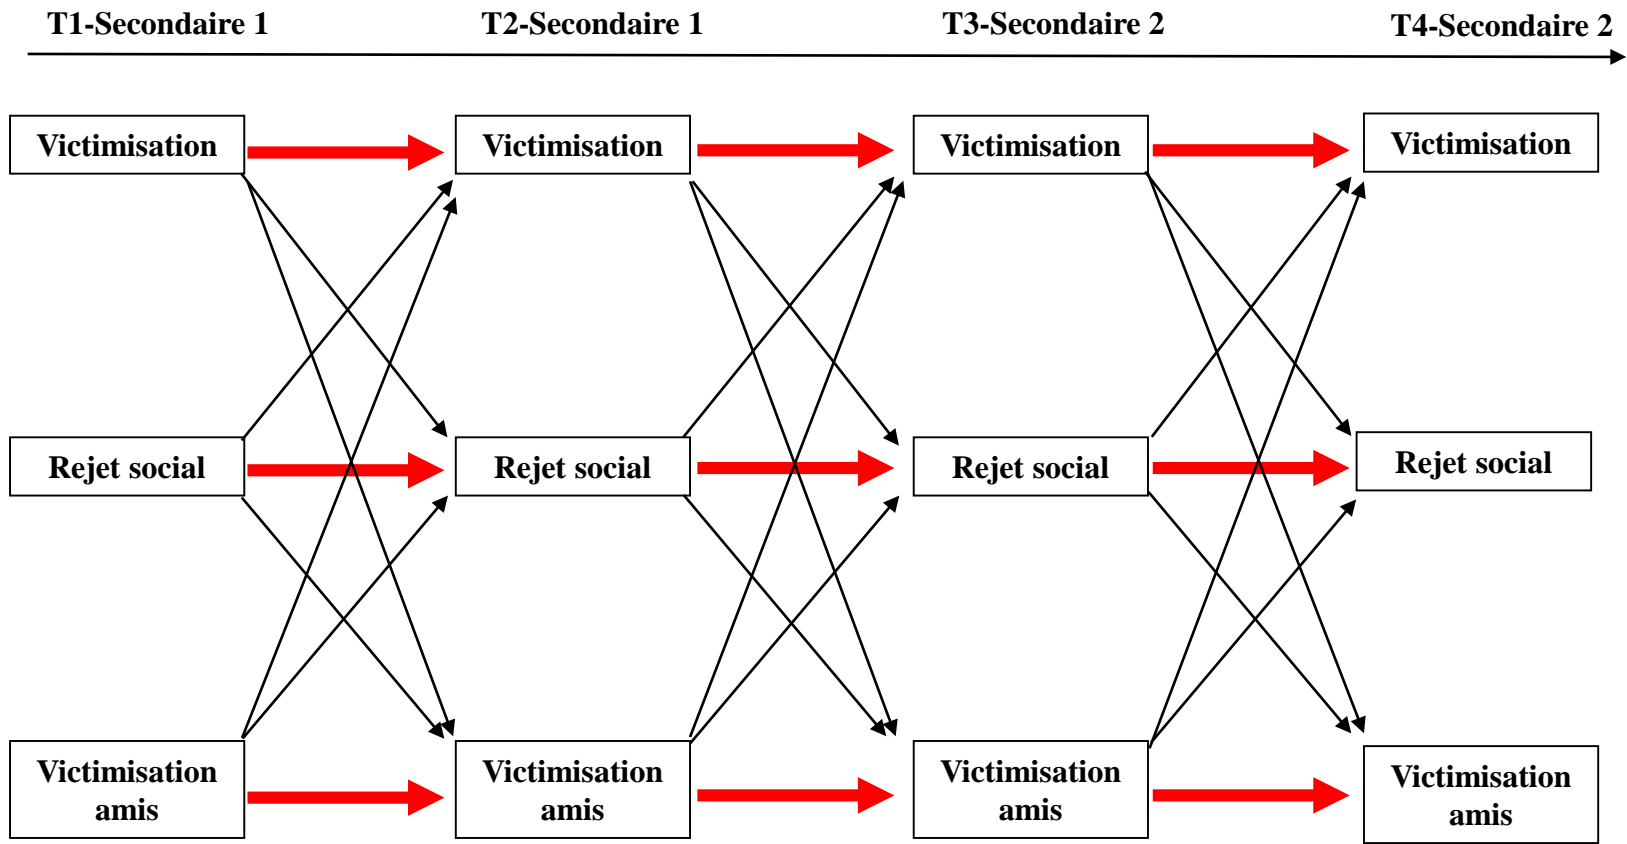 T1-Secondaire 1
T2-Secondaire 1
T3-Secondaire 2
T4-Secondaire 2
Victimisation
Victimisation
Victimisation
Victimisation
Rejet social
Rejet social
Rejet social
Rejet social
Victimisation
amis
Victimisation
amis
Victimisation
amis
Victimisation
amis